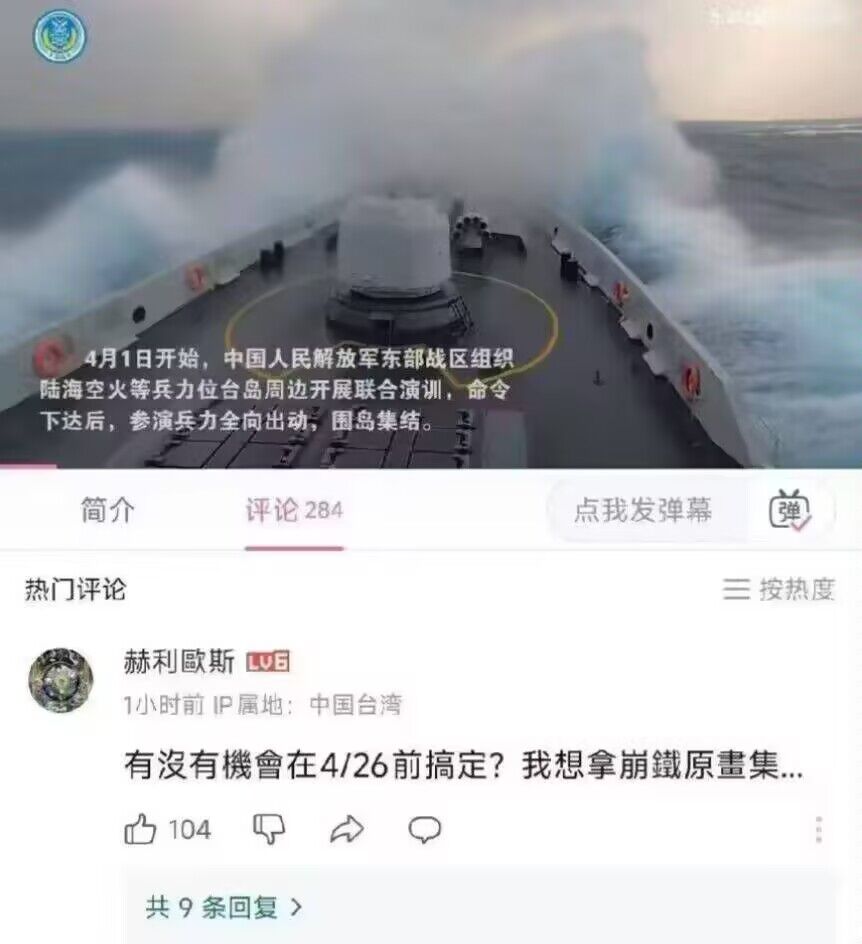 4月1日开始，中国人民解放军东部战区组织
陆海空火等兵力位台岛周边开展联合演训，命令
下达后，参演兵力全向出动，围岛集结。
简介
评论 284
点我发弹幕
弹
热门评论
按热度
赫利歐斯 LV6
1小时前 IP属地：中国台湾
有沒有機會在4/26前搞定？我想拿崩鐵原畫集...
104
共 9 条回复 >